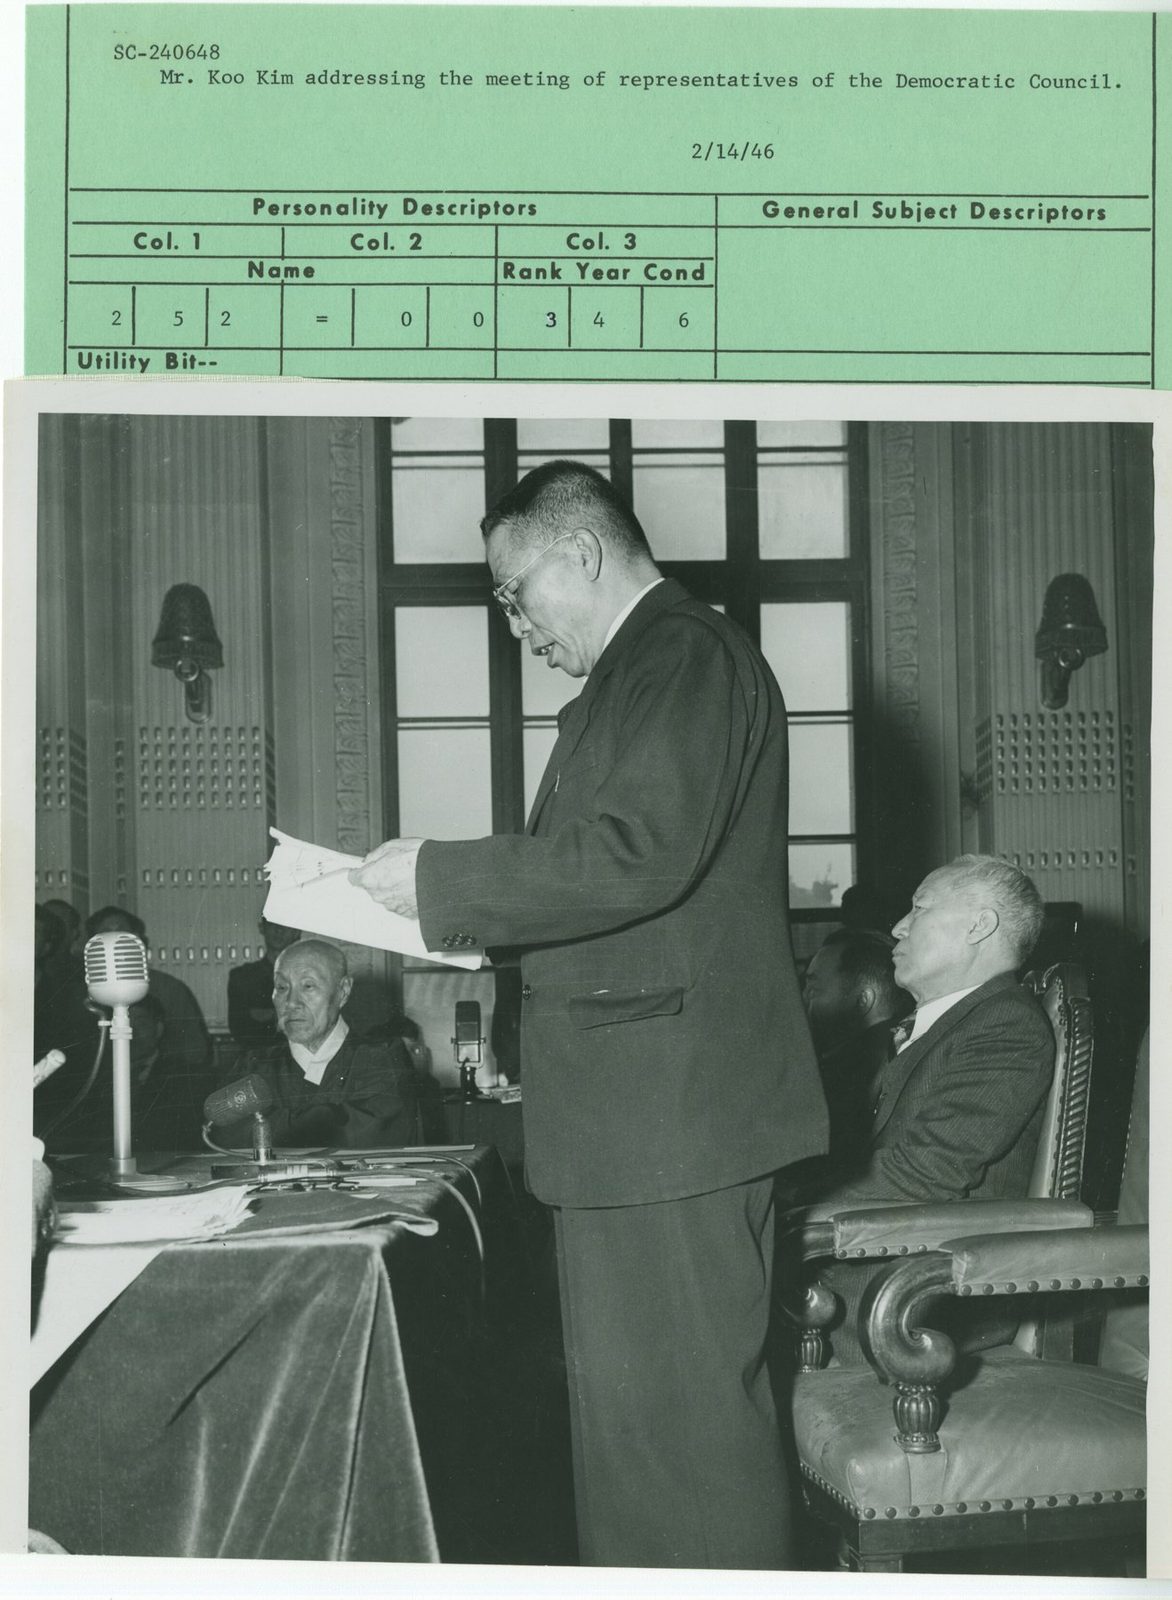 SC-240648
Mr. Koo Kim addressing the meeting of representatives of the Democratic Council.
2/14/46
Personality Descriptors
General Subject Descriptors
Col. 1
Col. 2
Col. 3
Name
Rank Year Cond
2 5 2 = 0 0 3 4 6
Utility Bit--